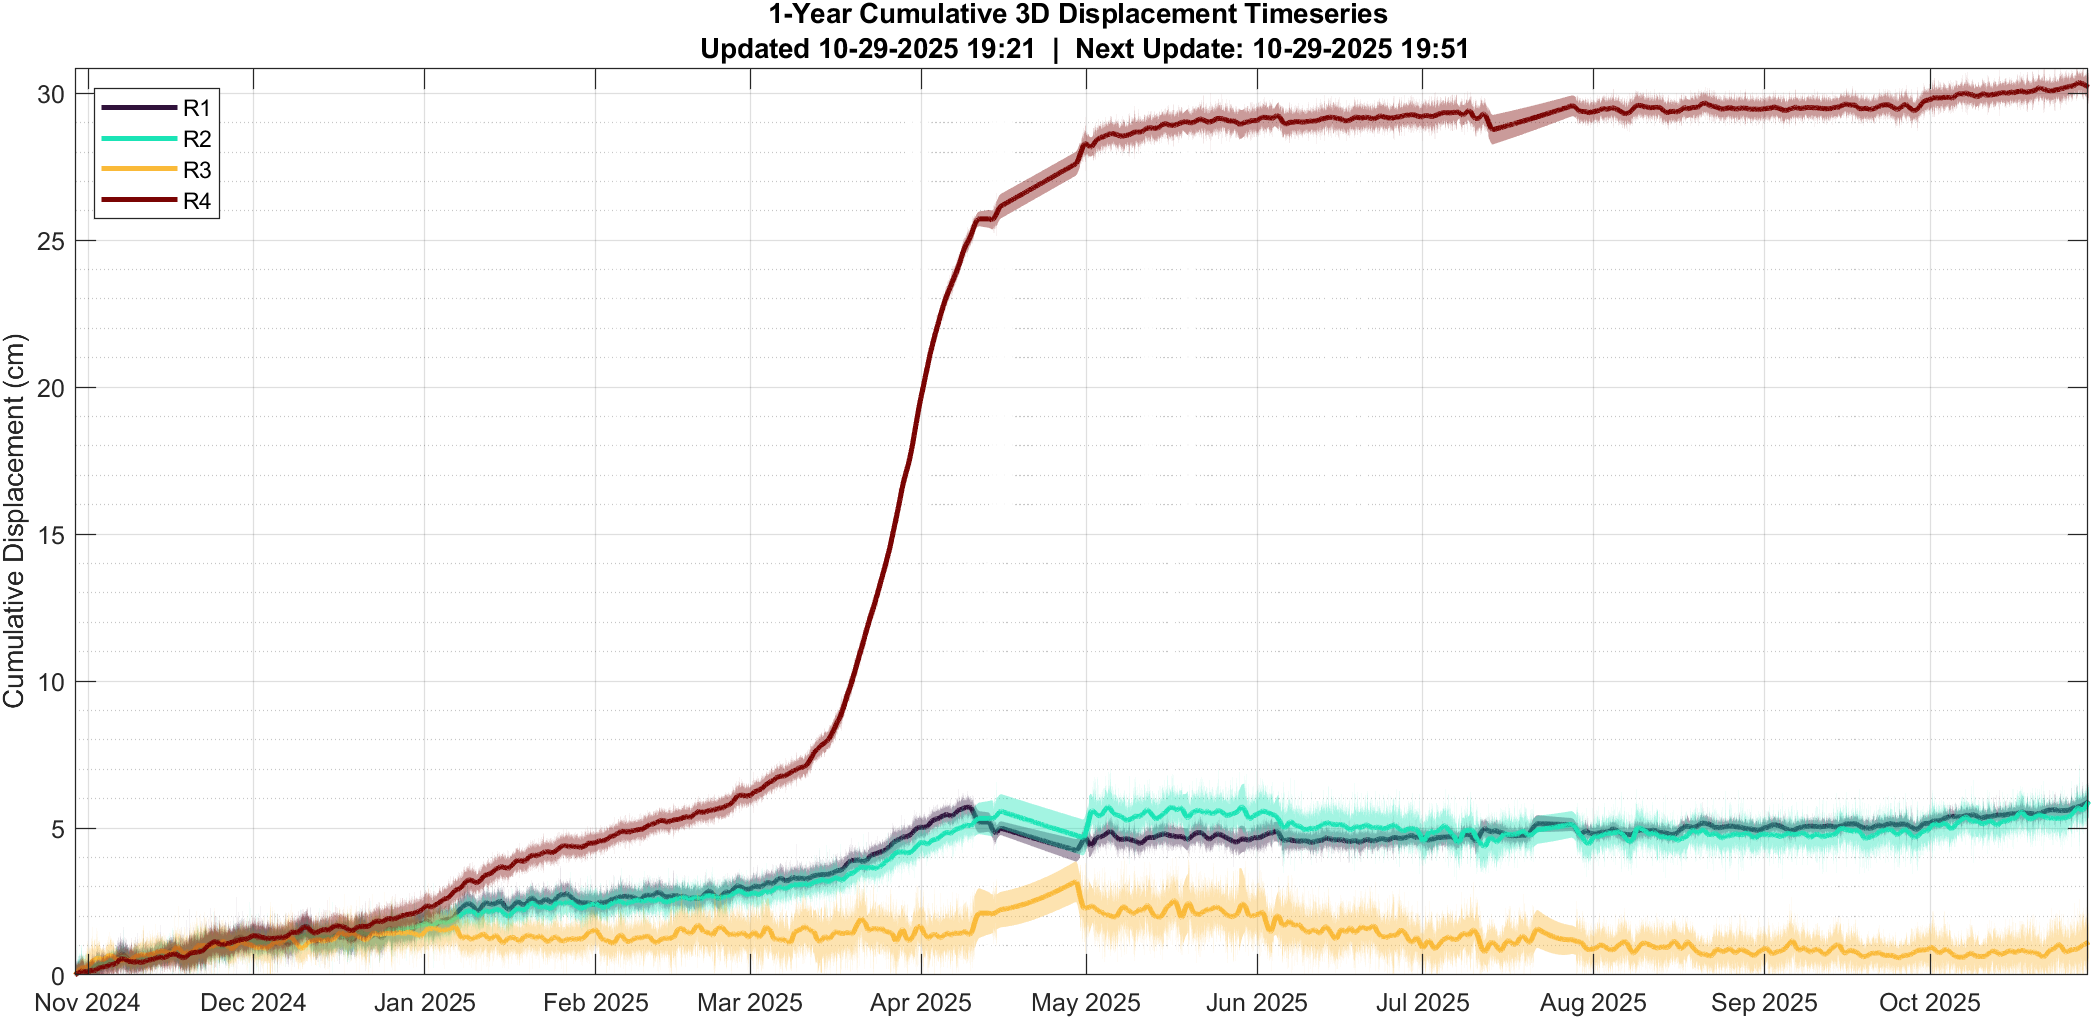 1-Year Cumulative 3D Displacement Timeseries
Updated 10-29-2025 19:21 | Next Update: 10-29-2025 19:51
R1
R2
R3
R4
Cumulative Displacement (cm)
30
25
20
15
10
5
0
Nov 2024 Dec 2024 Jan 2025 Feb 2025 Mar 2025 Apr 2025 May 2025 Jun 2025 Jul 2025 Aug 2025 Sep 2025 Oct 2025